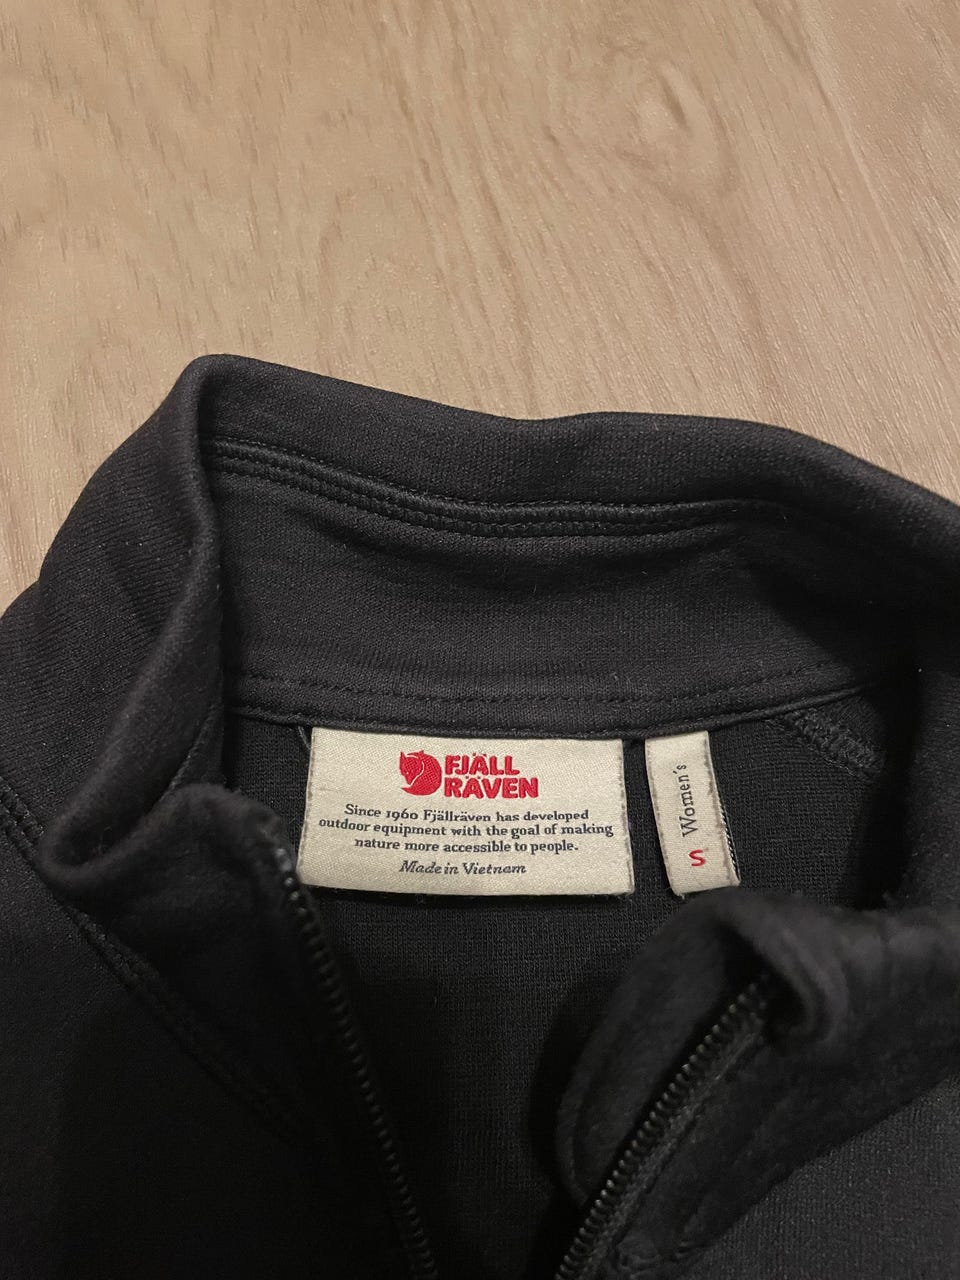 FJÄLL
RÄVEN
Since 1960 Fjällräven has developed
outdoor equipment with the goal of making
nature more accessible to people.
Made in Vietnam
Women's
S